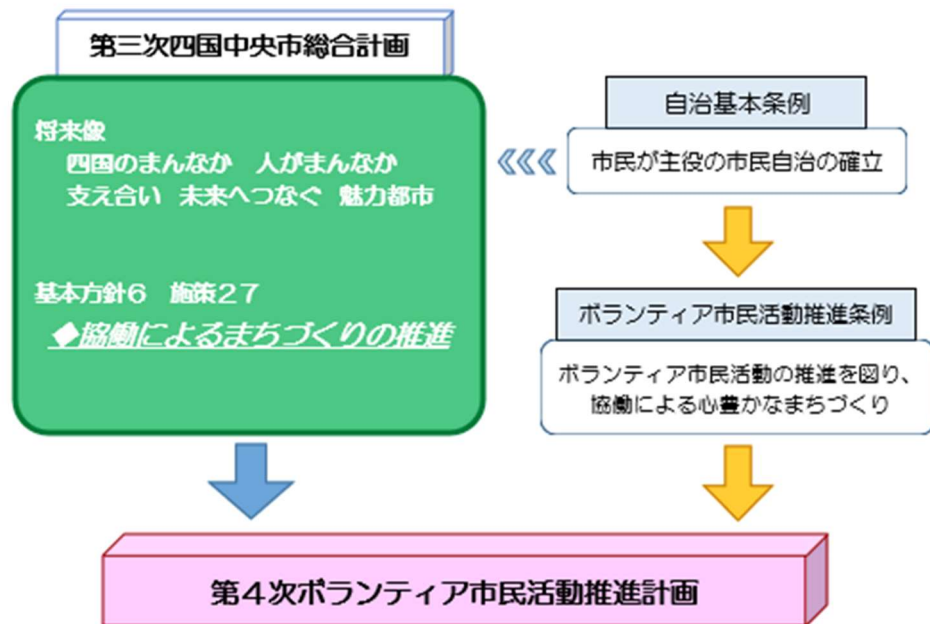 第三次四国中央市総合計画
将来像
四国のまんなか　人がまんなか
支え合い　未来へつなぐ　魅力都市
基本方針6　施策27
◆協働によるまちづくりの推進
自治基本条例
市民が主役の市民自治の確立
ボランティア市民活動推進条例
ボランティア市民活動の推進を図り、
協働による心豊かなまちづくり
第４次ボランティア市民活動推進計画